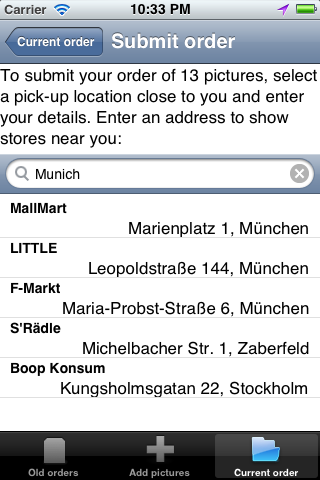 Carrier 10:33 PM
Current order Submit order
To submit your order of 13 pictures, select
a pick-up location close to you and enter
your details. Enter an address to show
stores near you:
Munich
MallMart
Marienplatz 1, München
LITTLE
Leopoldstraße 144, München
F-Markt
Maria-Probst-Straße 6, München
S'Rädle
Michelbacher Str. 1, Zaberfeld
Boop Konsum
Kungsholmsgatan 22, Stockholm
Old orders Add pictures Current order